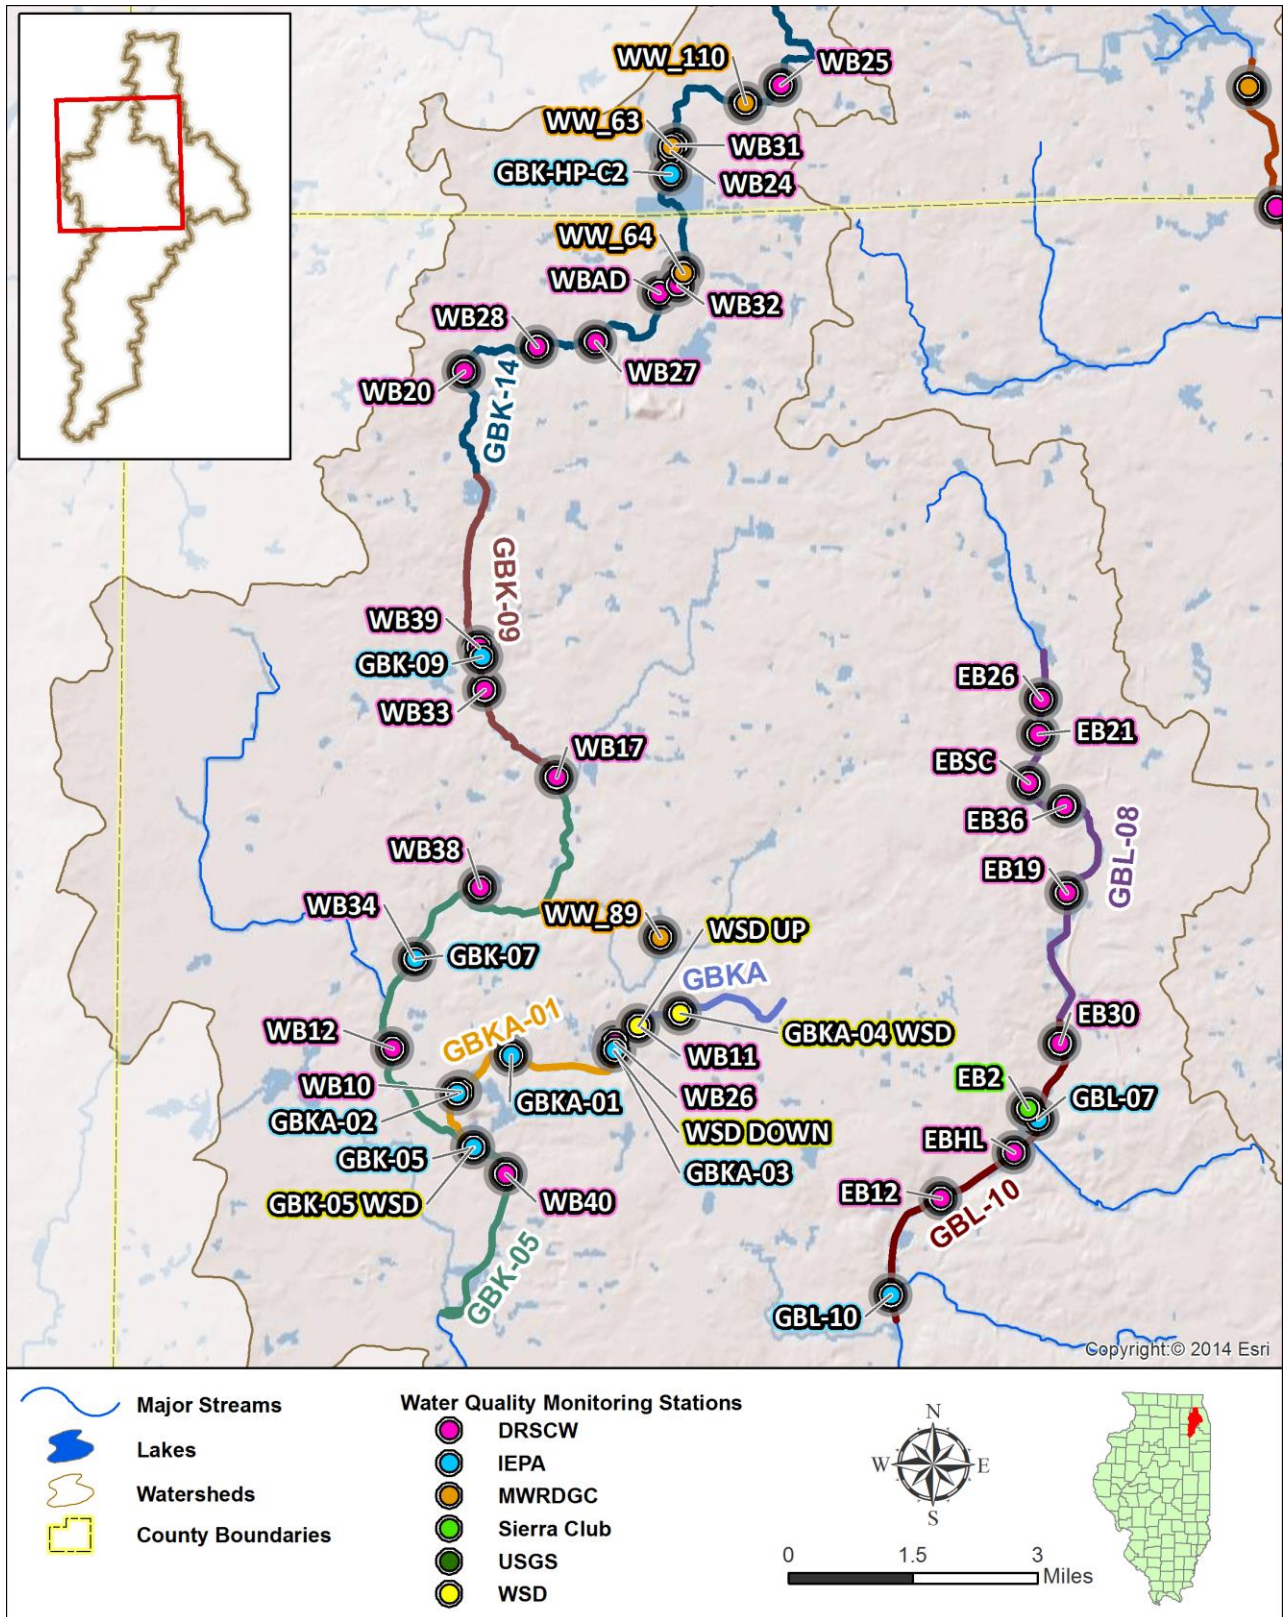 WW_110
WB25
WW_63
WB31
GBK-HP-C2
WB24
WW_64
WBAD
WB32
WB28
WB27
WB20
GBK-14
GBK-09
WB39
GBK-09
WB33
WB17
EB26
EB21
EBSC
EB36
GBL-08
WB38
EB19
WB34
WW_89
WSD UP
GBK-07
GBKA
GBKA-01
GBKA-04 WSD
EB30
WB12
WB11
WB10
GBKA-01
WB26
EB2
GBL-07
GBKA-02
WSD DOWN
GBK-05
GBKA-03
EBHL
GBK-05 WSD
WB40
EB12
GBL-10
GBK-05
GBL-10
Copyright:© 2014 Esri
Major Streams
Lakes
Watersheds
County Boundaries
Water Quality Monitoring Stations
DRSCW
IEPA
MWRDGC
Sierra Club
USGS
WSD
N
W
E
S
0 1.5 3
Miles